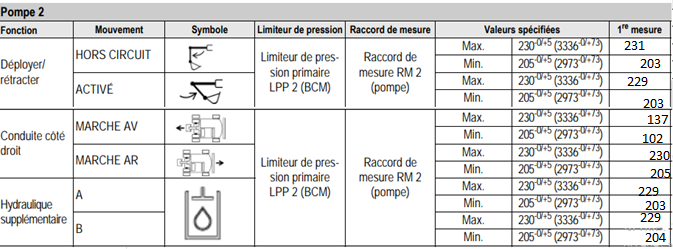 Pompe 2
Fonction Mouvement Symbole Limiteur de pression Raccord de mesure Valeurs spécifiées 1re mesure
Déployer/
rétracter
HORS CIRCUIT
ACTIVÉ
Limiteur de pres-
sion primaire
LPP 2 (BCM)
Raccord de
mesure RM 2
(pompe)
Max. 230-0/+5 (3336-0/+73) 231
Min. 205-0/+5 (2973-0/+73) 203
Max. 230-0/+5 (3336-0/+73) 229
Min. 205-0/+5 (2973-0/+73) 203
Conduite côté
droit
MARCHE AV
MARCHE AR
Hydraulique
supplémentaire
A
B
Limiteur de pres-
sion primaire
LPP 2 (BCM)
Raccord de
mesure RM 2
(pompe)
Max. 230-0/+5 (3336-0/+73) 137
Min. 205-0/+5 (2973-0/+73) 102
Max. 230-0/+5 (3336-0/+73) 230
Min. 205-0/+5 (2973-0/+73) 205
Max. 230-0/+5 (3336-0/+73) 229
Min. 205-0/+5 (2973-0/+73) 203
Max. 230-0/+5 (3336-0/+73) 229
Min. 205-0/+5 (2973-0/+73) 204